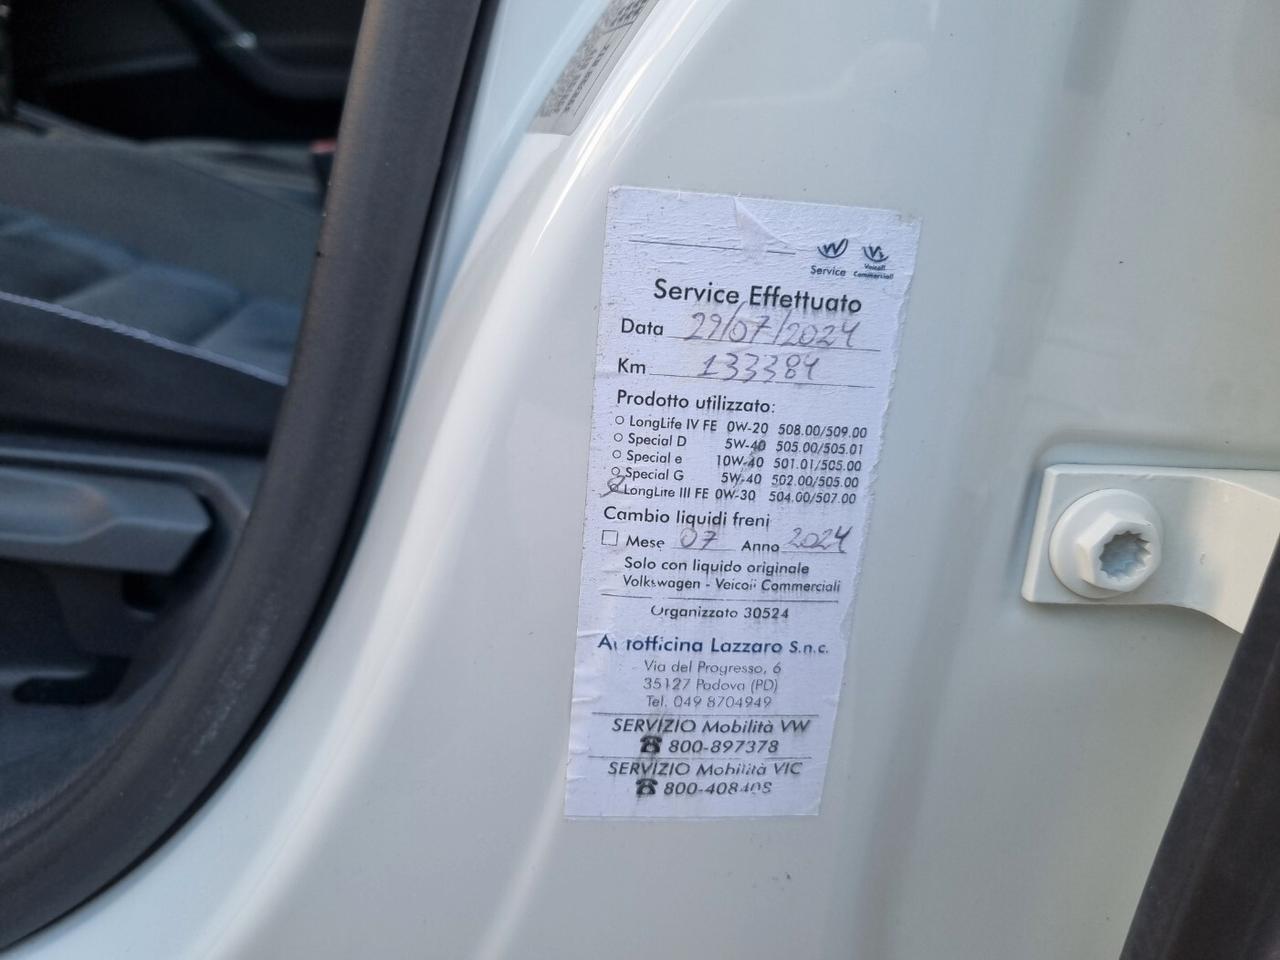 Service
Veicoli
Commerciali
Service Effettuato
Data 29/07/2024
Km 133384
Prodotto utilizzato:
LongLife IV FE 0W-20 508.00/509.00
Special D 5W-40 505.00/505.01
Special e 10W-40 501.01/505.00
Special G 5W-40 502.00/505.00
LongLife III FE 0W-30 504.00/507.00
Cambio liquidi freni
Mese 07 Anno 2024
Solo con liquido originale
Volkswagen - Veicoli Commerciali
Organizzato 30524
Autofficina Lazzaro S.n.c.
Via del Progresso, 6
35127 Padova (PD)
Tel. 049 8704949
SERVIZIO Mobilità VW
☎ 800-897378
SERVIZIO Mobilità VIC
☎ 800-408408